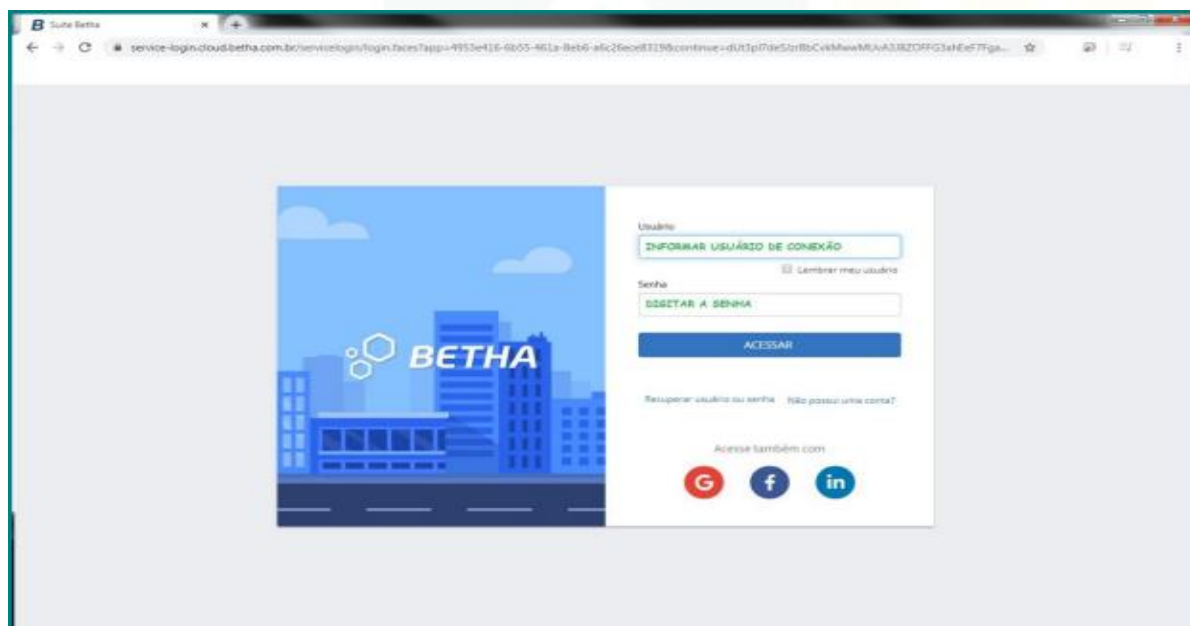 Suite Betha
Usuário
INFORMAR USUÁRIO DE CONEXÃO
Lembrar meu usuário
Senha
DIGITAR A SENHA
ACESSAR
BETHA
Recuperar usuário ou senha Não possui uma conta?
Acesse também com
G f in